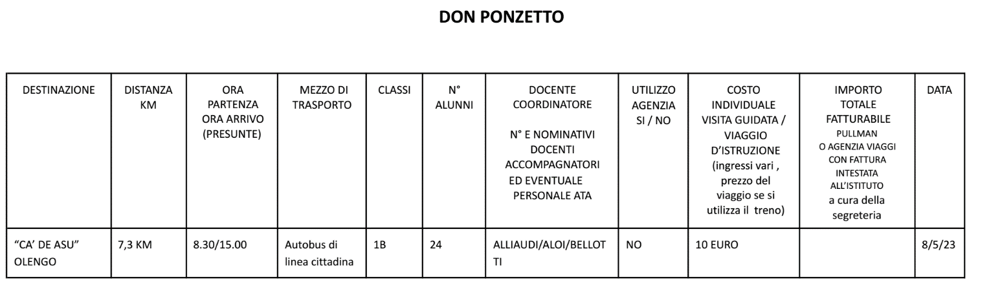 DON PONZETTO
DESTINAZIONE
DISTANZA
KM
ORA
PARTENZA
ORA ARRIVO
(PRESUNTE)
MEZZO DI
TRASPORTO
CLASSI
N°
ALUNNI
DOCENTE
COORDINATORE
N° E NOMINATIVI
DOCENTI
ACCOMPAGNATORI
ED EVENTUALE
PERSONALE ATA
UTILIZZO
AGENZIA
SI / NO
COSTO
INDIVIDUALE
VISITA GUIDATA /
VIAGGIO
D’ISTRUZIONE
(ingressi vari ,
prezzo del
viaggio se si
utilizza il treno)
IMPORTO
TOTALE
FATTURABILE
PULLMAN
O AGENZIA VIAGGI
CON FATTURA
INTESTATA
ALL’ISTITUTO
a cura della
segreteria
DATA
“CA’ DE ASU”
OLENGO
7,3 KM
8.30/15.00
Autobus di
linea cittadina
1B
24
ALLIAUDI/ALOI/BELLOT
TI
NO
10 EURO
8/5/23